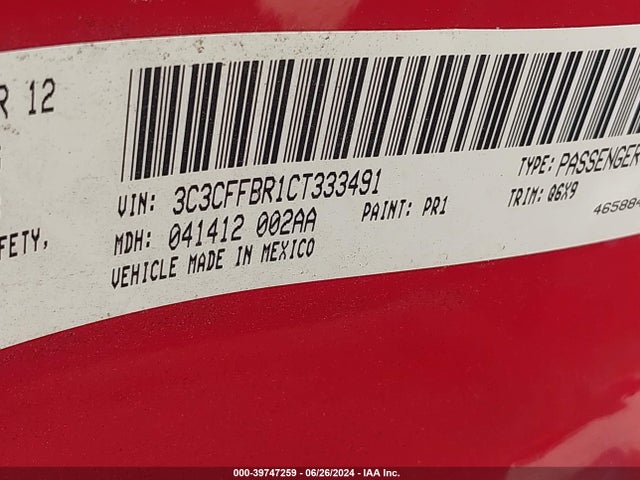 R 12
VIN: 3C3CFFBR1CT333491
TYPE: PASSENGER
PAINT: PR1
TRIM: Q6X9
465884
FETY,
MDH: 041412 002AA
VEHICLE MADE IN MEXICO
000-39747259 - 06/26/2024 - IAA Inc.